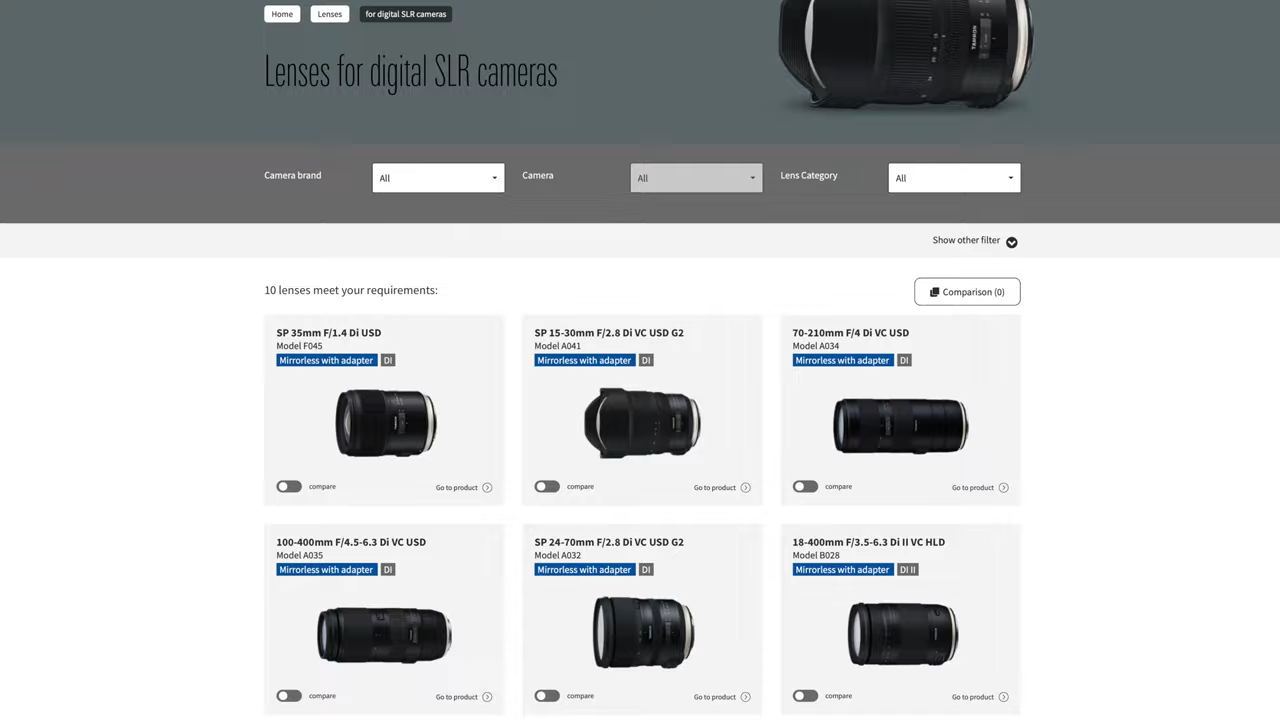 Home Lenses for digital SLR cameras
Lenses for digital SLR cameras
TAMRON
Camera brand All Camera All Lens Category All
Show other filter
10 lenses meet your requirements:
Comparison (0)
SP 35mm F/1.4 Di USD
Model F045
Mirrorless with adapter DI
compare Go to product
SP 15-30mm F/2.8 Di VC USD G2
Model A041
Mirrorless with adapter DI
compare Go to product
70-210mm F/4 Di VC USD
Model A034
Mirrorless with adapter DI
compare Go to product
100-400mm F/4.5-6.3 Di VC USD
Model A035
Mirrorless with adapter DI
compare Go to product
SP 24-70mm F/2.8 Di VC USD G2
Model A032
Mirrorless with adapter DI
compare Go to product
18-400mm F/3.5-6.3 Di II VC HLD
Model B028
Mirrorless with adapter DI II
compare Go to product